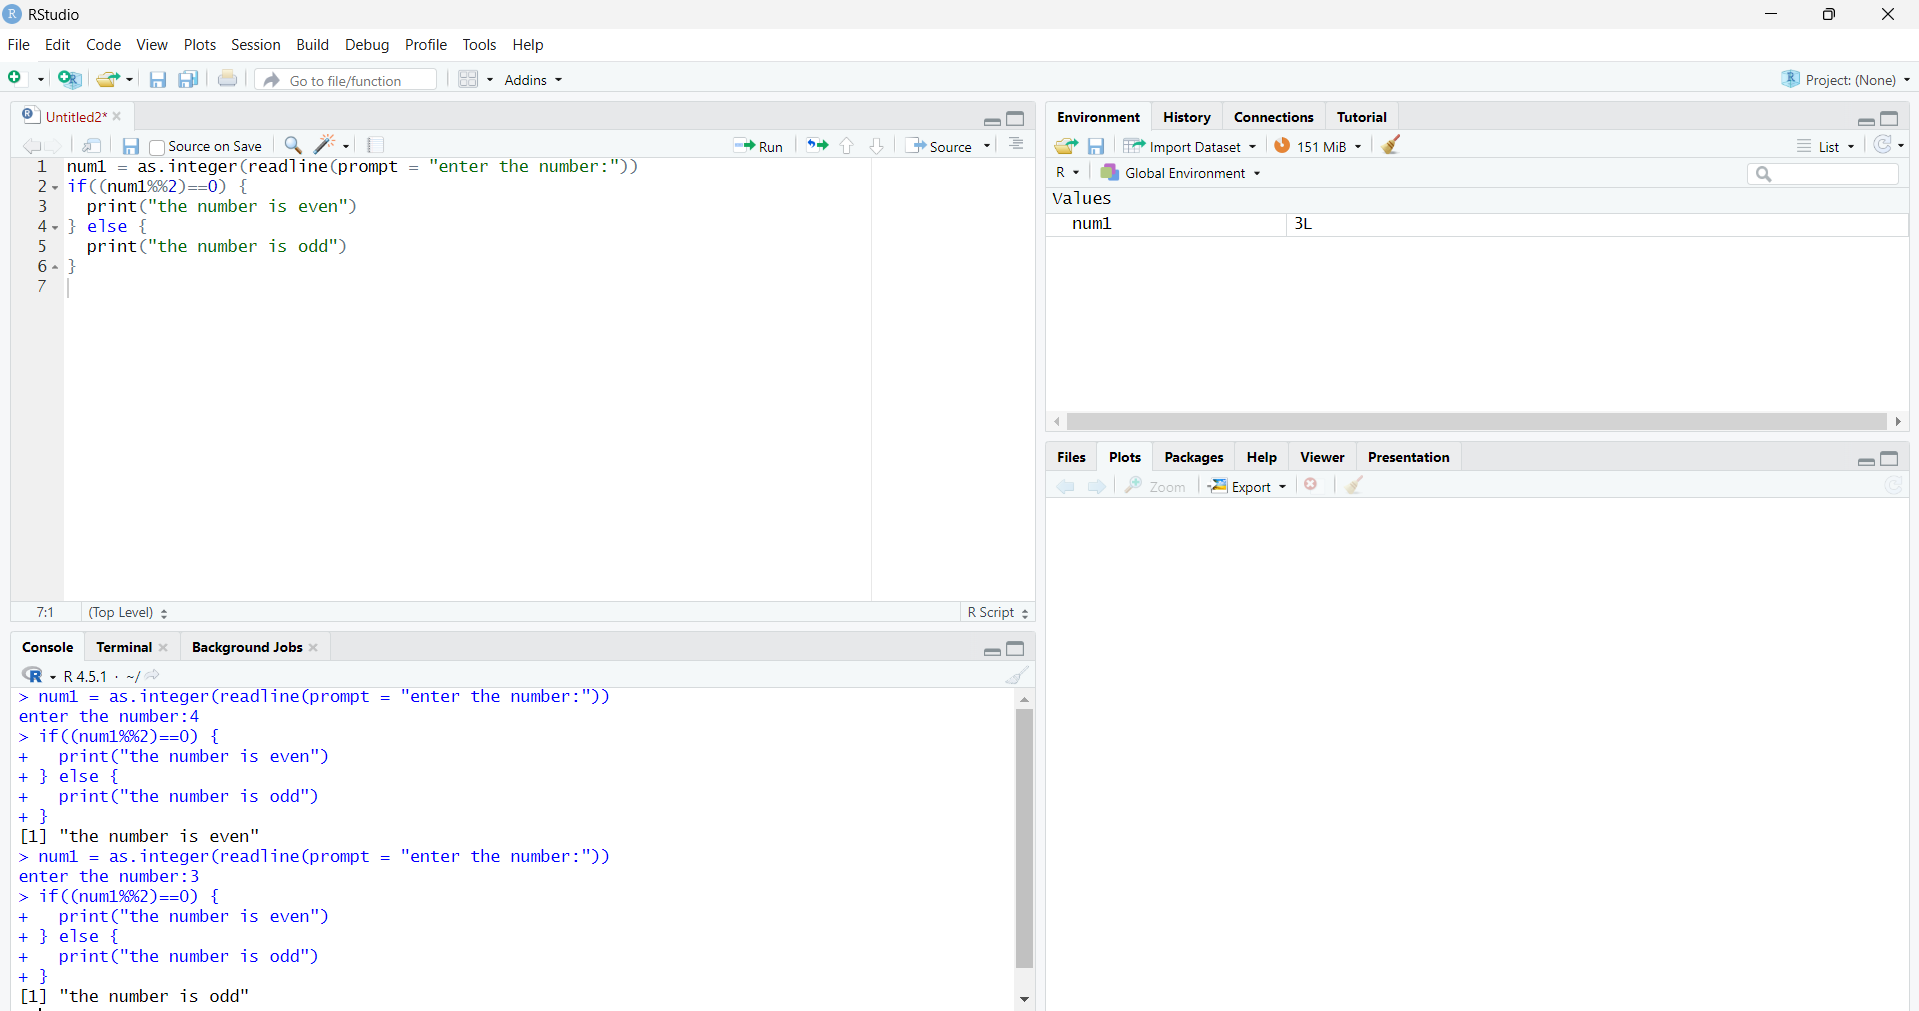 RStudio
File Edit Code View Plots Session Build Debug Profile Tools Help
Go to file/function Addins Project: (None)
Untitled2*
Source on Save Run Source
1 num1 = as.integer(readline(prompt = "enter the number:"))
2 if((num1%%2)==0) {
3 print("the number is even")
4 } else {
5 print("the number is odd")
6 }
7
7:1 (Top Level) R Script
Console Terminal Background Jobs
R 4.5.1 · ~/
> num1 = as.integer(readline(prompt = "enter the number:"))
enter the number:4
> if((num1%%2)==0) {
+ print("the number is even")
+ } else {
+ print("the number is odd")
+ }
[1] "the number is even"
> num1 = as.integer(readline(prompt = "enter the number:"))
enter the number:3
> if((num1%%2)==0) {
+ print("the number is even")
+ } else {
+ print("the number is odd")
+ }
[1] "the number is odd"
Environment History Connections Tutorial
Import Dataset 151 MiB List
R Global Environment
Values
num1 3L
Files Plots Packages Help Viewer Presentation
Zoom Export